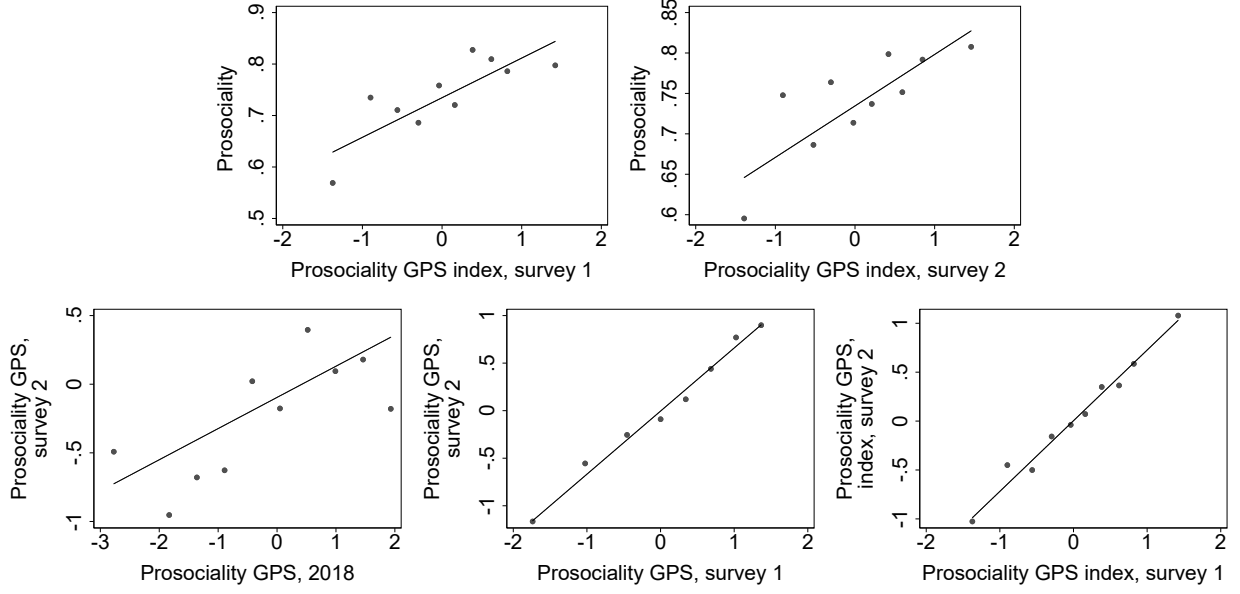 .9
.8
.7
.6
.5
Prosociality
-2 -1 0 1 2
Prosociality GPS index, survey 1
.85
.8
.75
.7
.65
.6
Prosociality
-2 -1 0 1 2
Prosociality GPS index, survey 2
.5
0
-.5
-1
Prosociality GPS,
survey 2
-3 -2 -1 0 1 2
Prosociality GPS, 2018
1
.5
0
-.5
-1
Prosociality GPS,
survey 2
-2 -1 0 1 2
Prosociality GPS, survey 1
1
.5
0
-.5
-1
Prosociality GPS,
index, survey 2
-2 -1 0 1 2
Prosociality GPS index, survey 1